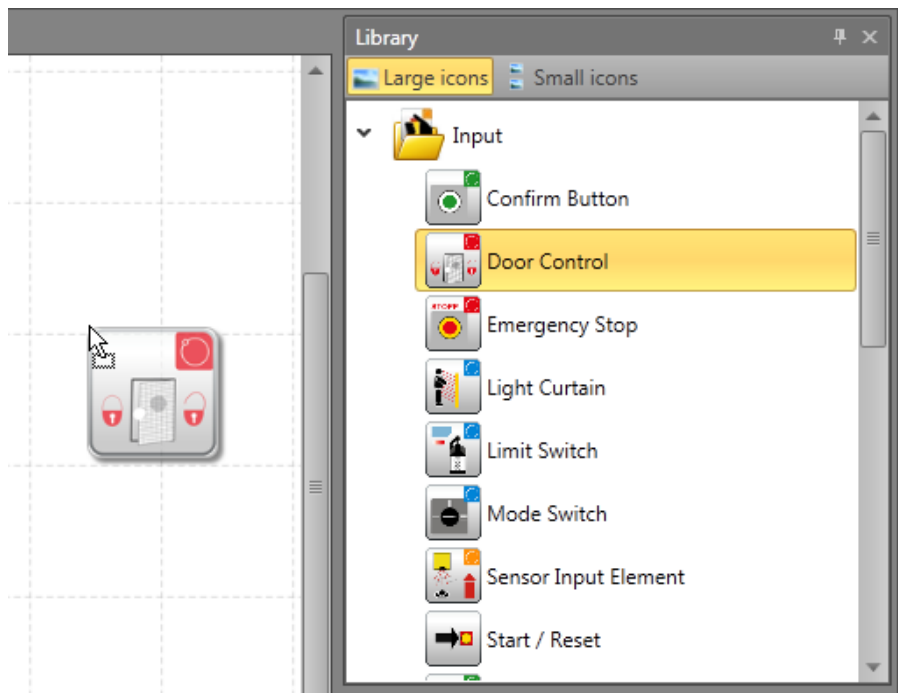 Library
Large icons
Small icons
Input
Confirm Button
Door Control
STOPP
Emergency Stop
Light Curtain
Limit Switch
Mode Switch
Sensor Input Element
Start / Reset